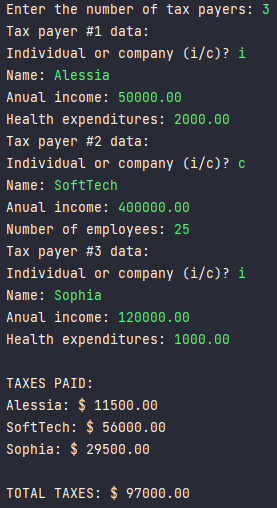 Enter the number of tax payers: 3
Tax payer #1 data:
Individual or company (i/c)? i
Name: Alessia
Anual income: 50000.00
Health expenditures: 2000.00
Tax payer #2 data:
Individual or company (i/c)? c
Name: SoftTech
Anual income: 400000.00
Number of employees: 25
Tax payer #3 data:
Individual or company (i/c)? i
Name: Sophia
Anual income: 120000.00
Health expenditures: 1000.00
TAXES PAID:
Alessia: $ 11500.00
SoftTech: $ 56000.00
Sophia: $ 29500.00
TOTAL TAXES: $ 97000.00